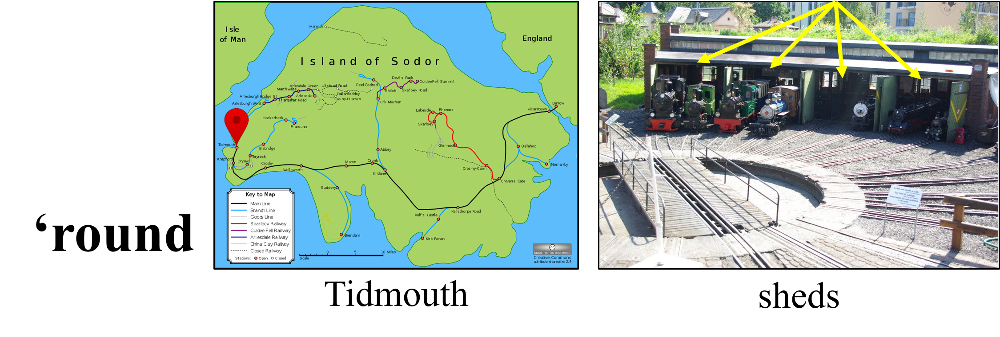 ‘round
Isle
of Man
Harwick
England
Island of Sodor
Devil's Back
CuldeeFell Summit
Arlesdale Green
Ulfstead Road
Peel Godred
Marthwaite
Shiloh
Skarloey Road
Ballamoddey
Arlesburgh Bridge St
Arlesdale
Cas-ny-Harwin
Ffarquhar Road
Kirk Machan
Arlesburgh West
Barrow
Vicarstown
Lakeside
Rheneas
Hackerbeck
Skarloey
Ffarquhar
Tidmouth
Glennock
Ballahoo
Elsbridge
Abbey
Toryreck
Knapford
Dryaw
Cronk
Maron
Crosby
Wellsworth
Kildane
Cros-ny-Cuirn
Norramby
Crovan's Gate
Suddery
Kellsthorpe Road
Rolf's Castle
Brendam
Kirk Ronan
Key to Map
Main Line
Branch Line
Goods Line
Skarloey Railway
Culdee Fell Railway
Arlesdale Railway
China Clay Railway
Closed Railway
Stations: Open Closed
0 5 10 Miles
Scale
cc
SOME RIGHTS RESERVED
Creative Commons
attribute-sharealike 2.5
Tidmouth
sheds